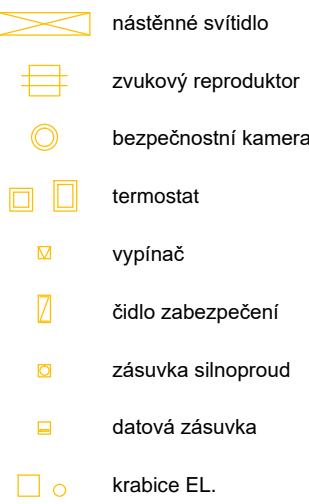 nástěnné svítidlo
zvukový reproduktor
bezpečnostní kamera
termostat
vypínač
čidlo zabezpečení
zásuvka silnoproud
datová zásuvka
krabice EL.